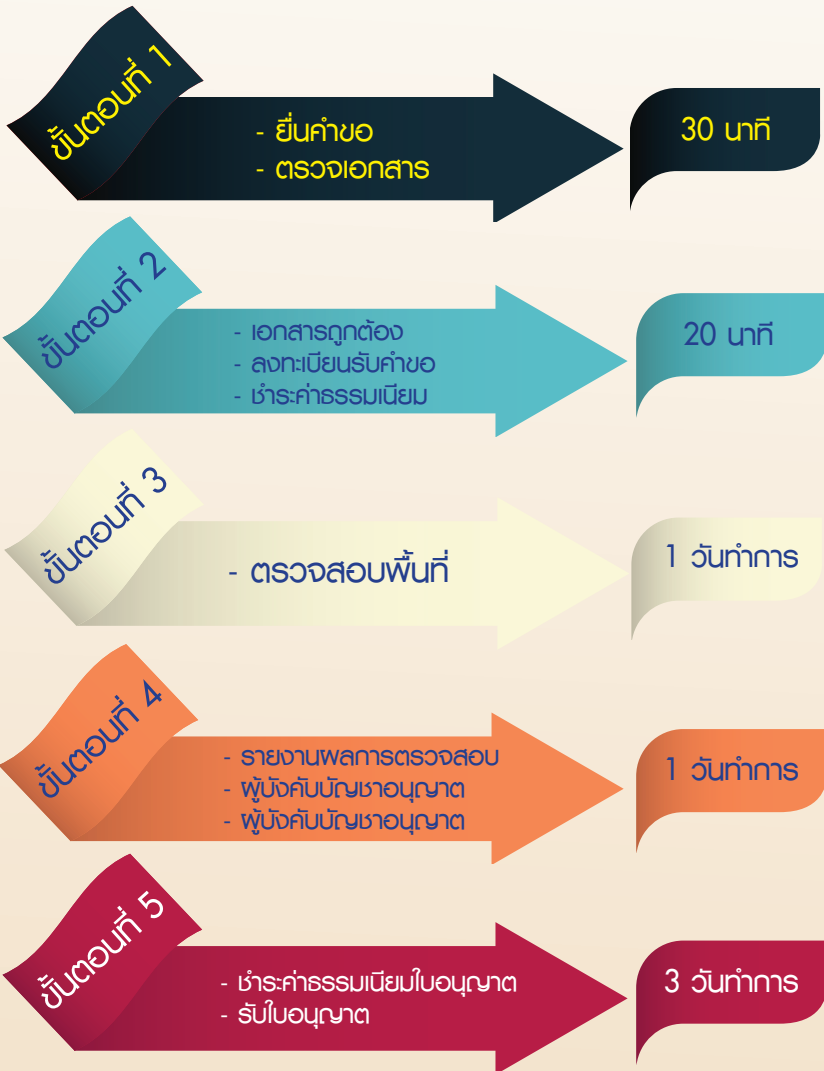 ขั้นตอนที่ 1
- ยื่นคำขอ
- ตรวจเอกสาร
30 นาที
ขั้นตอนที่ 2
- เอกสารถูกต้อง
- ลงทะเบียนรับคำขอ
- ชำระค่าธรรมเนียม
20 นาที
ขั้นตอนที่ 3
- ตรวจสอบพื้นที่
1 วันทำการ
ขั้นตอนที่ 4
- รายงานผลการตรวจสอบ
- ผู้บังคับบัญชาอนุญาต
- ผู้บังคับบัญชาอนุญาต
1 วันทำการ
ขั้นตอนที่ 5
- ชำระค่าธรรมเนียมใบอนุญาต
- รับใบอนุญาต
3 วันทำการ